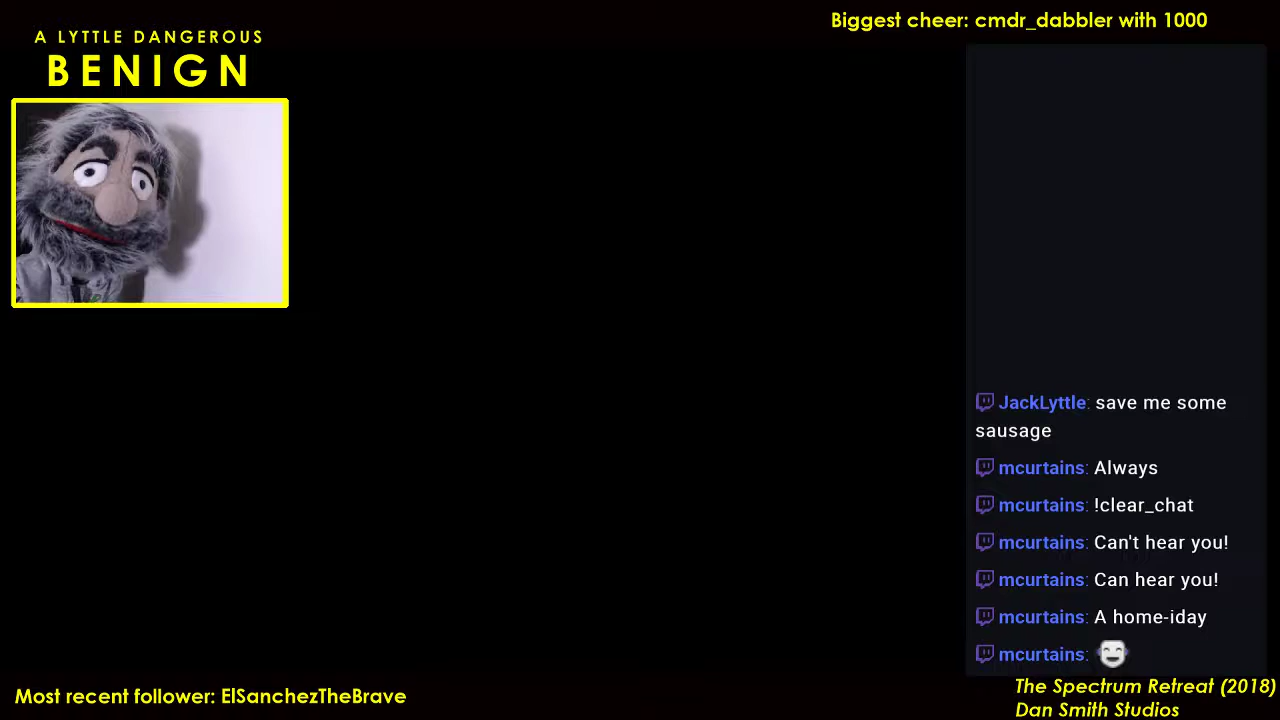 A LYTTLE DANGEROUS
BENIGN
Biggest cheer: cmdr_dabbler with 1000
JackLyttle: save me some
sausage
mcurtains: Always
mcurtains: !clear_chat
mcurtains: Can't hear you!
mcurtains: Can hear you!
mcurtains: A home-iday
mcurtains:
Most recent follower: ElSanchezTheBrave
The Spectrum Retreat (2018)
Dan Smith Studios